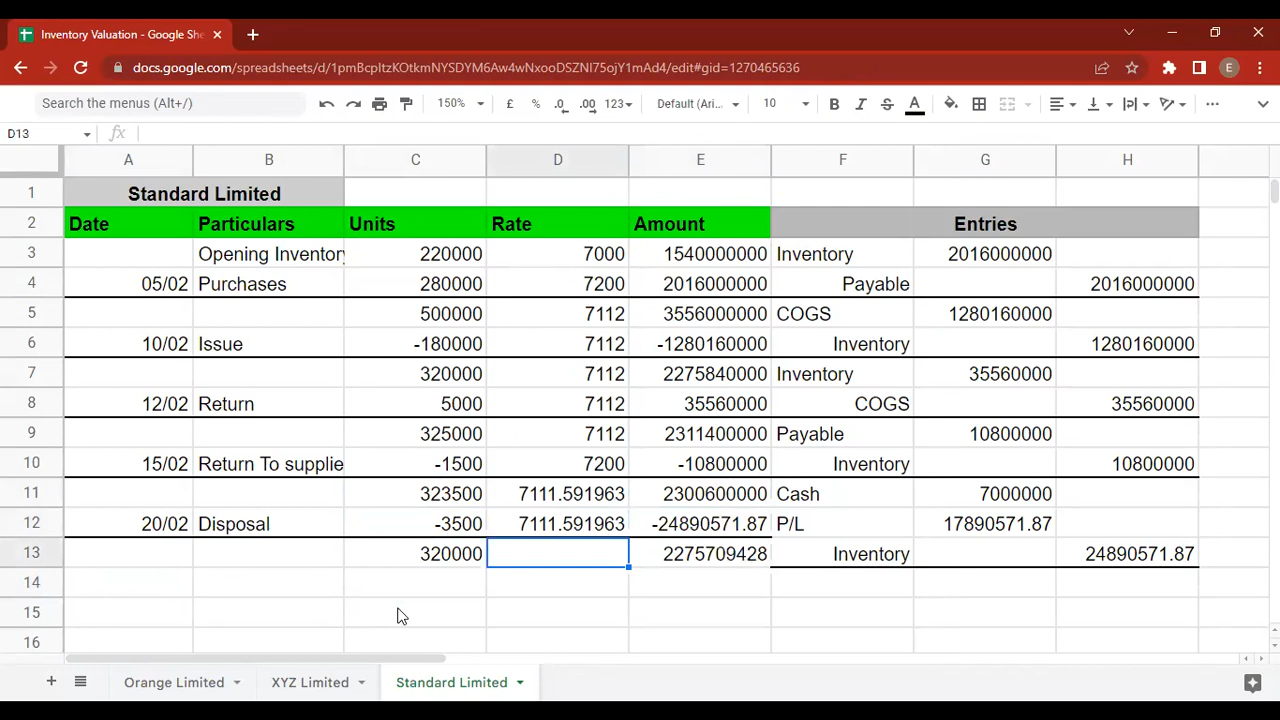 Inventory Valuation - Google She
docs.google.com/spreadsheets/d/1pmBcpItzKOtkmNYSDYM6Aw4wNxooDSZNI75ojY1mAd4/edit#gid=1270465636
E
Search the menus (Alt+/) 150% £ % .0 .00 123 Default (Ari... 10 B I S A
D13 fx
A B C D E F G H
1 Standard Limited
2 Date Particulars Units Rate Amount Entries
3 Opening Inventory 220000 7000 1540000000 Inventory 2016000000
4 05/02 Purchases 280000 7200 2016000000 Payable 2016000000
5 500000 7112 3556000000 COGS 1280160000
6 10/02 Issue -180000 7112 -1280160000 Inventory 1280160000
7 320000 7112 2275840000 Inventory 35560000
8 12/02 Return 5000 7112 35560000 COGS 35560000
9 325000 7112 2311400000 Payable 10800000
10 15/02 Return To supplie -1500 7200 -10800000 Inventory 10800000
11 323500 7111.591963 2300600000 Cash 7000000
12 20/02 Disposal -3500 7111.591963 -24890571.87 P/L 17890571.87
13 320000 2275709428 Inventory 24890571.87
14
15
16
Orange Limited XYZ Limited Standard Limited